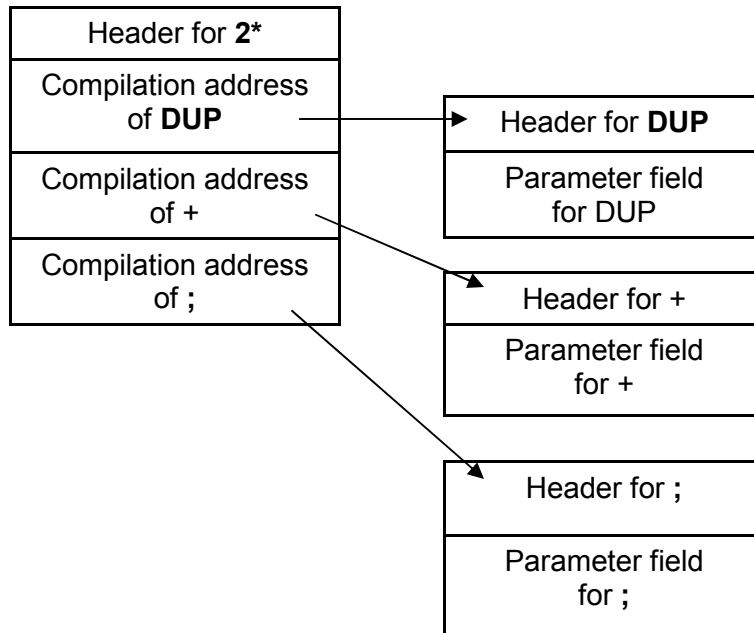 Header for 2*
Compilation address
of DUP
Compilation address
of +
Compilation address
of ;
Header for DUP
Parameter field
for DUP
Header for +
Parameter field
for +
Header for ;
Parameter field
for ;